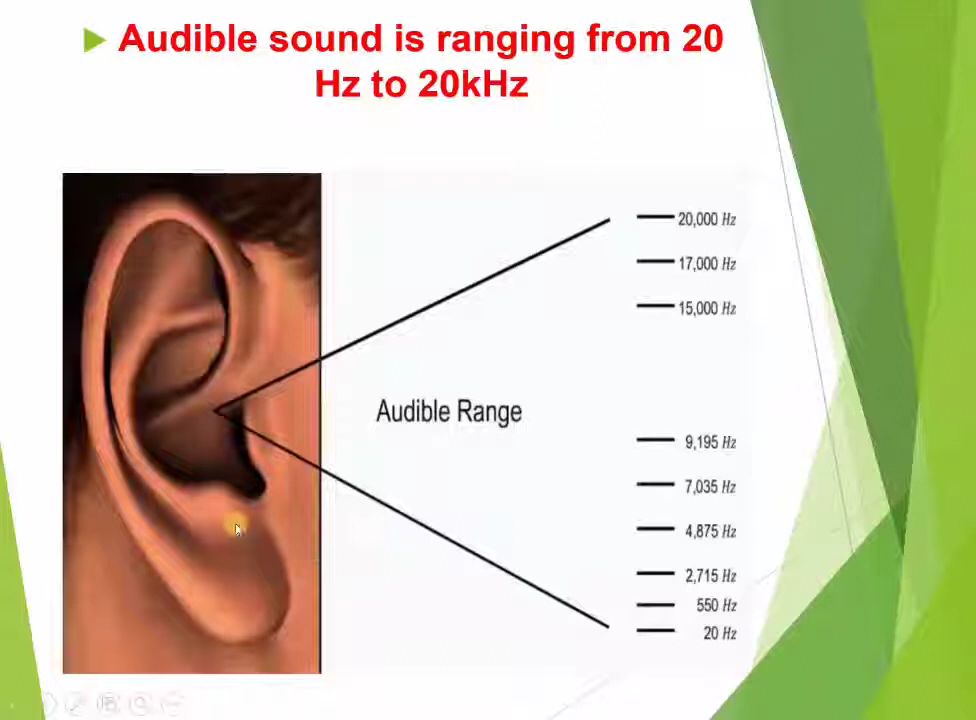 Audible sound is ranging from 20
Hz to 20kHz
20,000 Hz
17,000 Hz
15,000 Hz
Audible Range
9,195 Hz
7,035 Hz
4,875 Hz
2,715 Hz
550 Hz
20 Hz